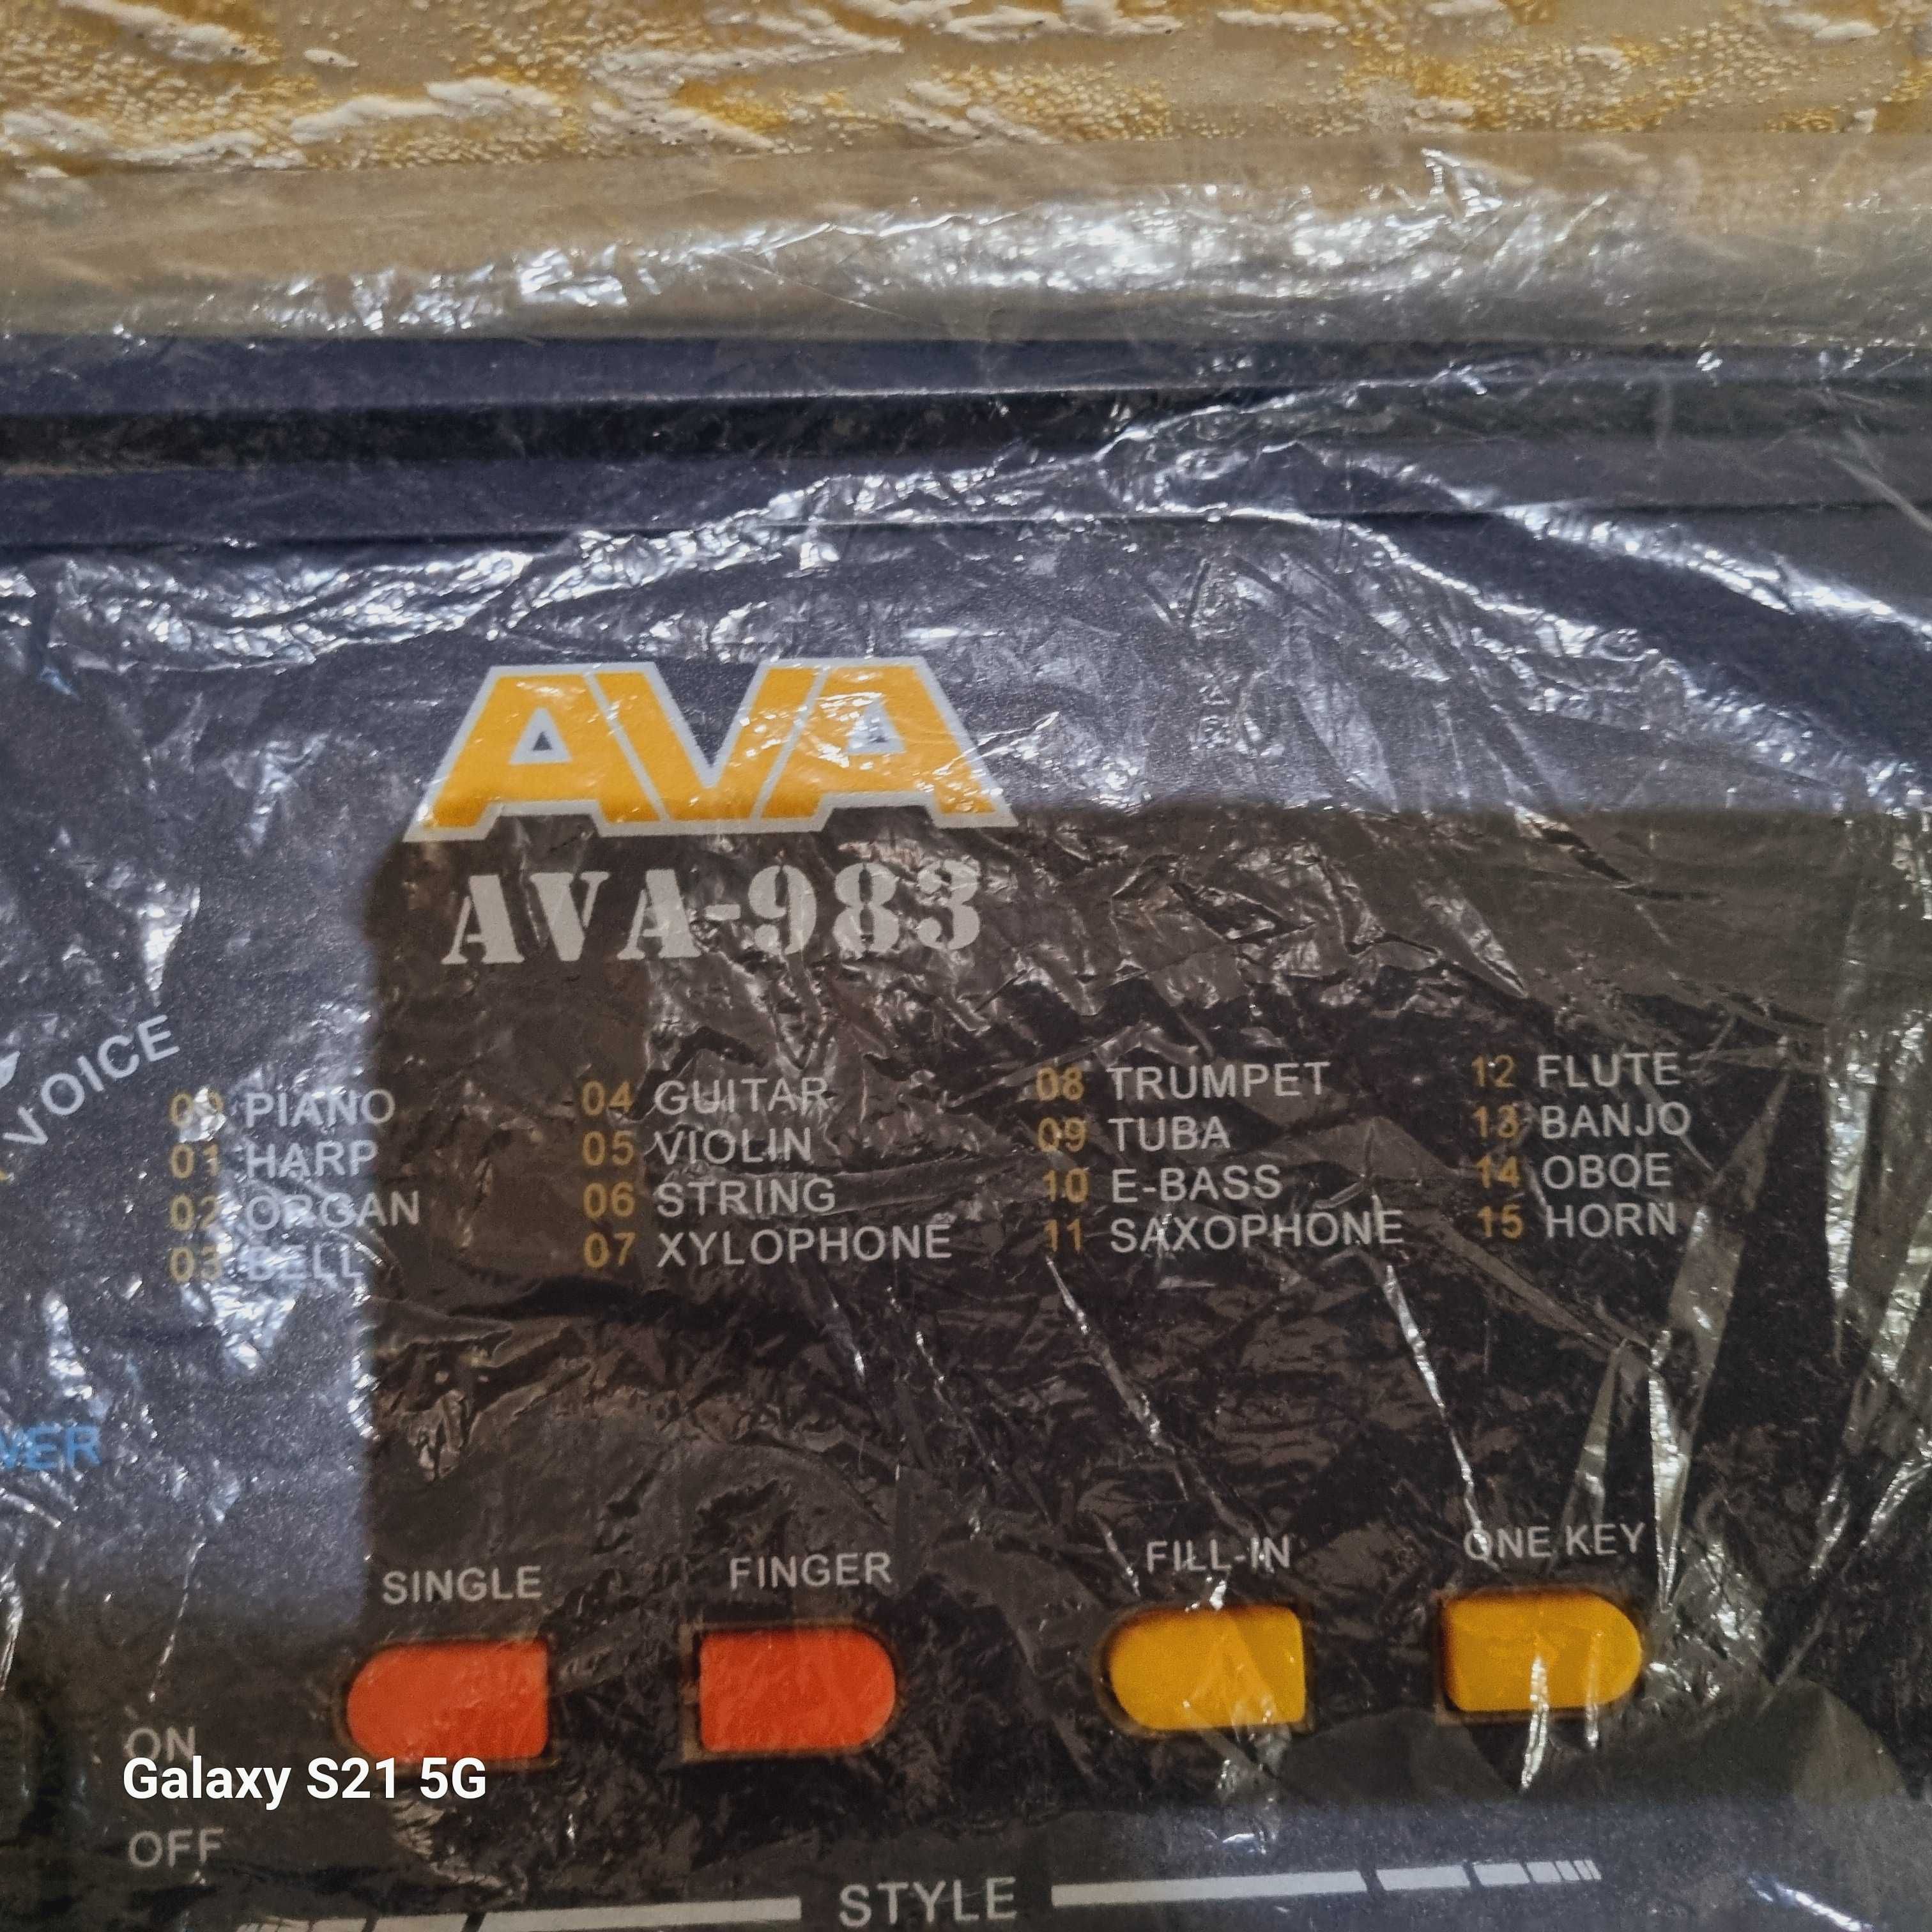 AVA
AVA-983
VOICE
00 PIANO
01 HARP
02 ORGAN
03 BELL
04 GUITAR
05 VIOLIN
06 STRING
07 XYLOPHONE
08 TRUMPET
09 TUBA
10 E-BASS
11 SAXOPHONE
12 FLUTE
13 BANJO
14 OBOE
15 HORN
SINGLE
FINGER
FILL-IN
ONE KEY
ON
Galaxy S21 5G
OFF
STYLE